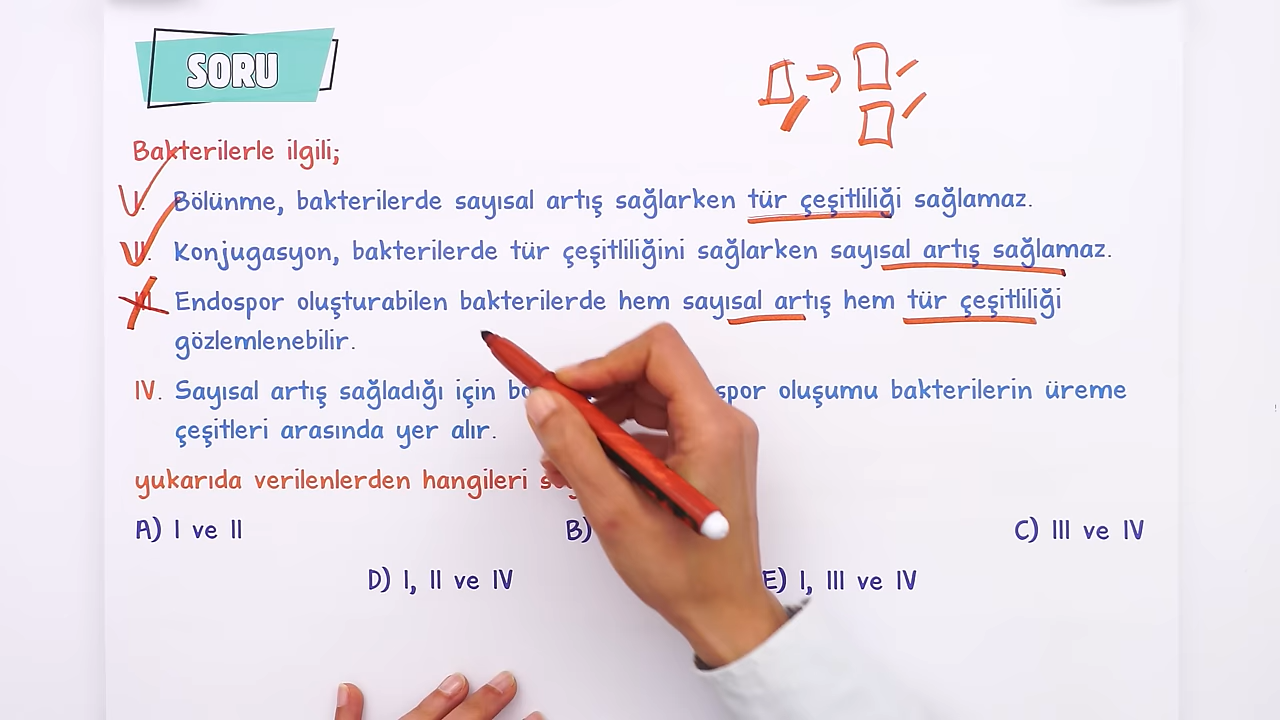 SORU
Bakterilerle ilgili;
I. Bölünme, bakterilerde sayısal artış sağlarken tür çeşitliliği sağlamaz.
II. Konjugasyon, bakterilerde tür çeşitliliğini sağlarken sayısal artış sağlamaz.
III. Endospor oluşturabilen bakterilerde hem sayısal artış hem tür çeşitliliği
gözlemlenebilir.
IV. Sayısal artış sağladığı için oluşumu bakterilerin üreme
çeşitleri arasında yer alır.
yukarıda verilenlerden hangileri
A) I ve II B) C) III ve IV
D) I, II ve IV E) I, III ve IV